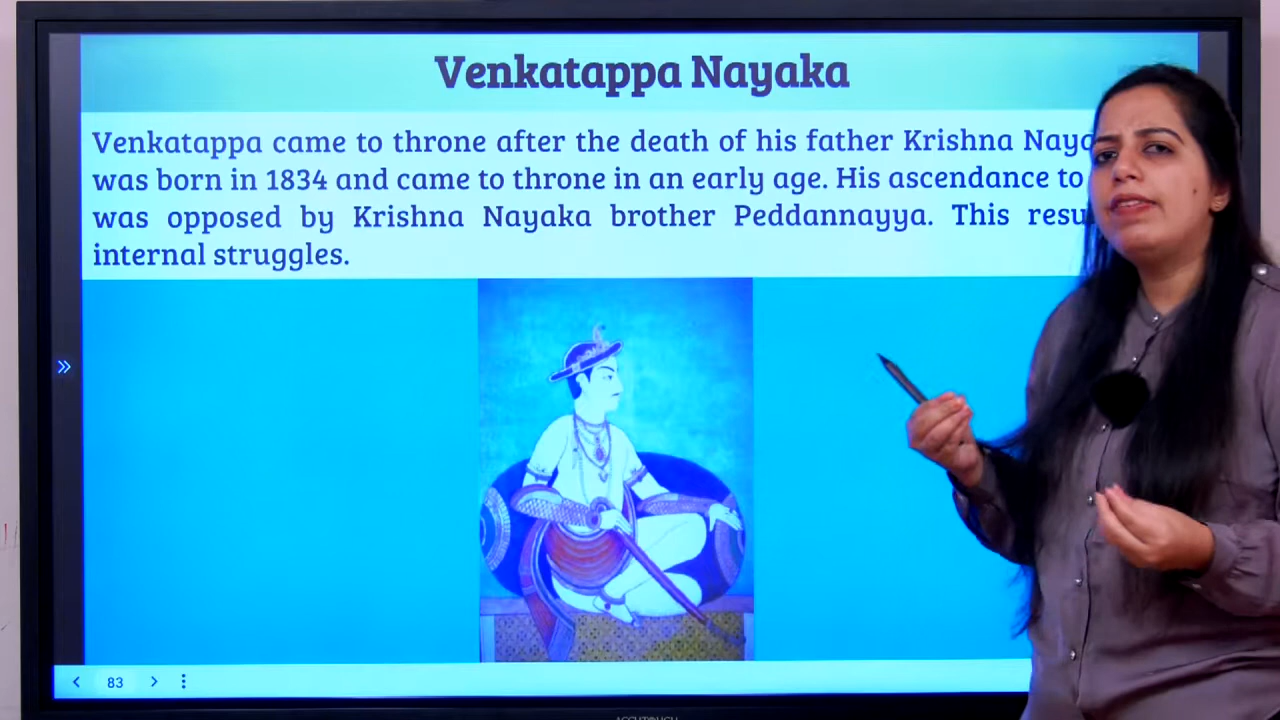 Venkatappa Nayaka
Venkatappa came to throne after the death of his father Krishna
was born in 1834 and came to throne in an early age. His ascendance to
was opposed by Krishna Nayaka brother Peddannayya. This
internal struggles.
83